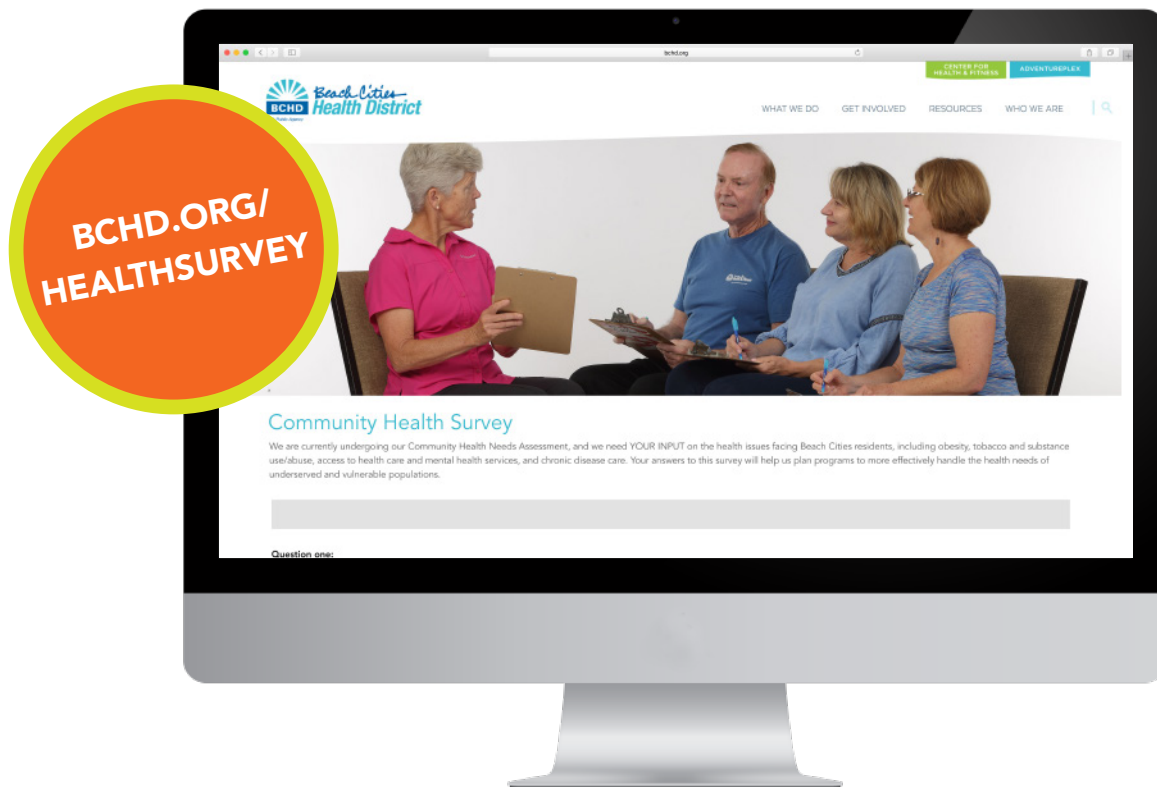 BCHD.ORG/
HEALTHSURVEY
bchd.org
CENTER FOR
HEALTH & FITNESS
ADVENTUREPLEX
BCHD
Beach Cities
Health District
WHAT WE DO
GET INVOLVED
RESOURCES
WHO WE ARE
Community Health Survey
We are currently undergoing our Community Health Needs Assessment, and we need YOUR INPUT on the health issues facing Beach Cities residents, including obesity, tobacco and substance
use/abuse, access to health care and mental health services, and chronic disease care. Your answers to this survey will help us plan programs to more effectively handle the health needs of
underserved and vulnerable populations.
Question one: